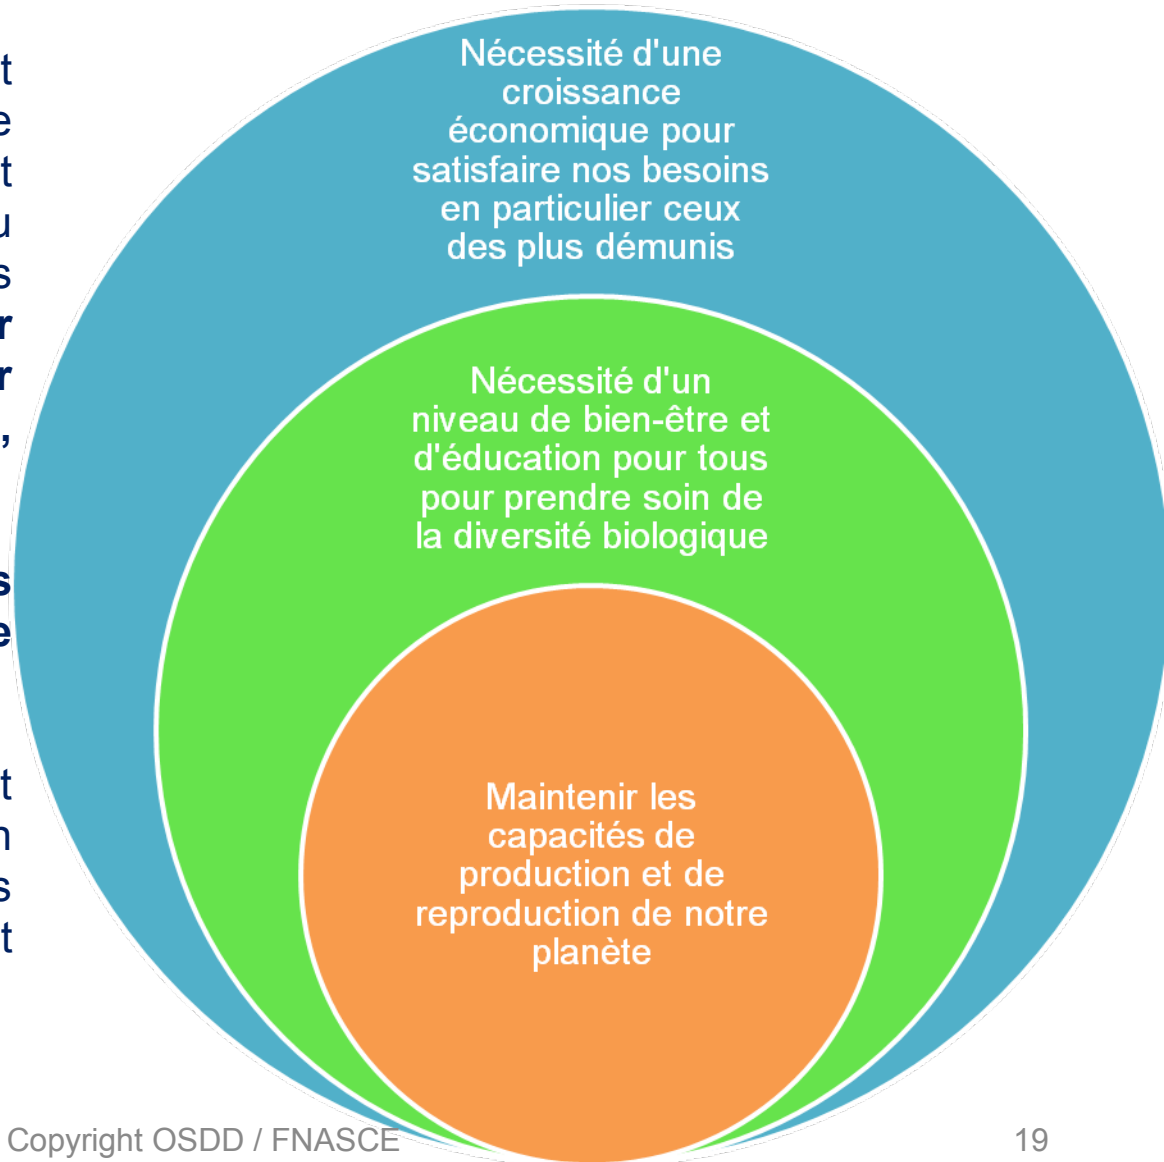 Nécessité d'une
croissance
économique pour
satisfaire nos besoins
en particulier ceux
des plus démunis
Nécessité d'un
niveau de bien-être et
d'éducation pour tous
pour prendre soin de
la diversité biologique
Maintenir les
capacités de
production et de
reproduction de notre
planète
Copyright OSDD / FNASCE
19